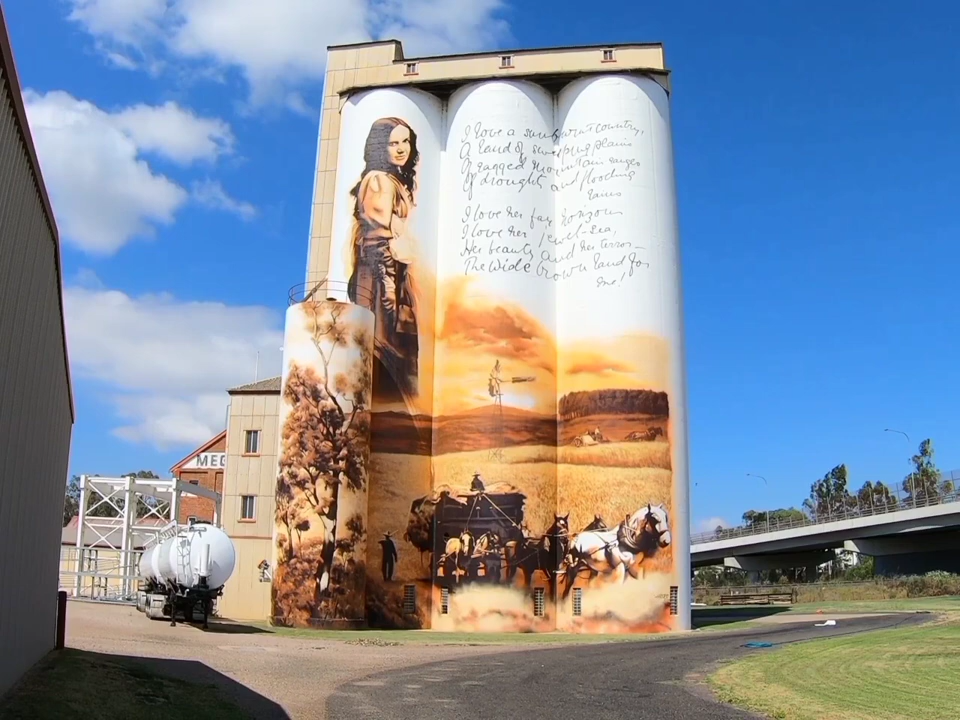 I love a sunburnt country,
A land of sweeping plains
Of ragged mountain ranges
Of drought and flooding
rains
I love her far horizons
I love her jewel-sea,
Her beauty and her terror—
The Wide brown land for
me!
MEG